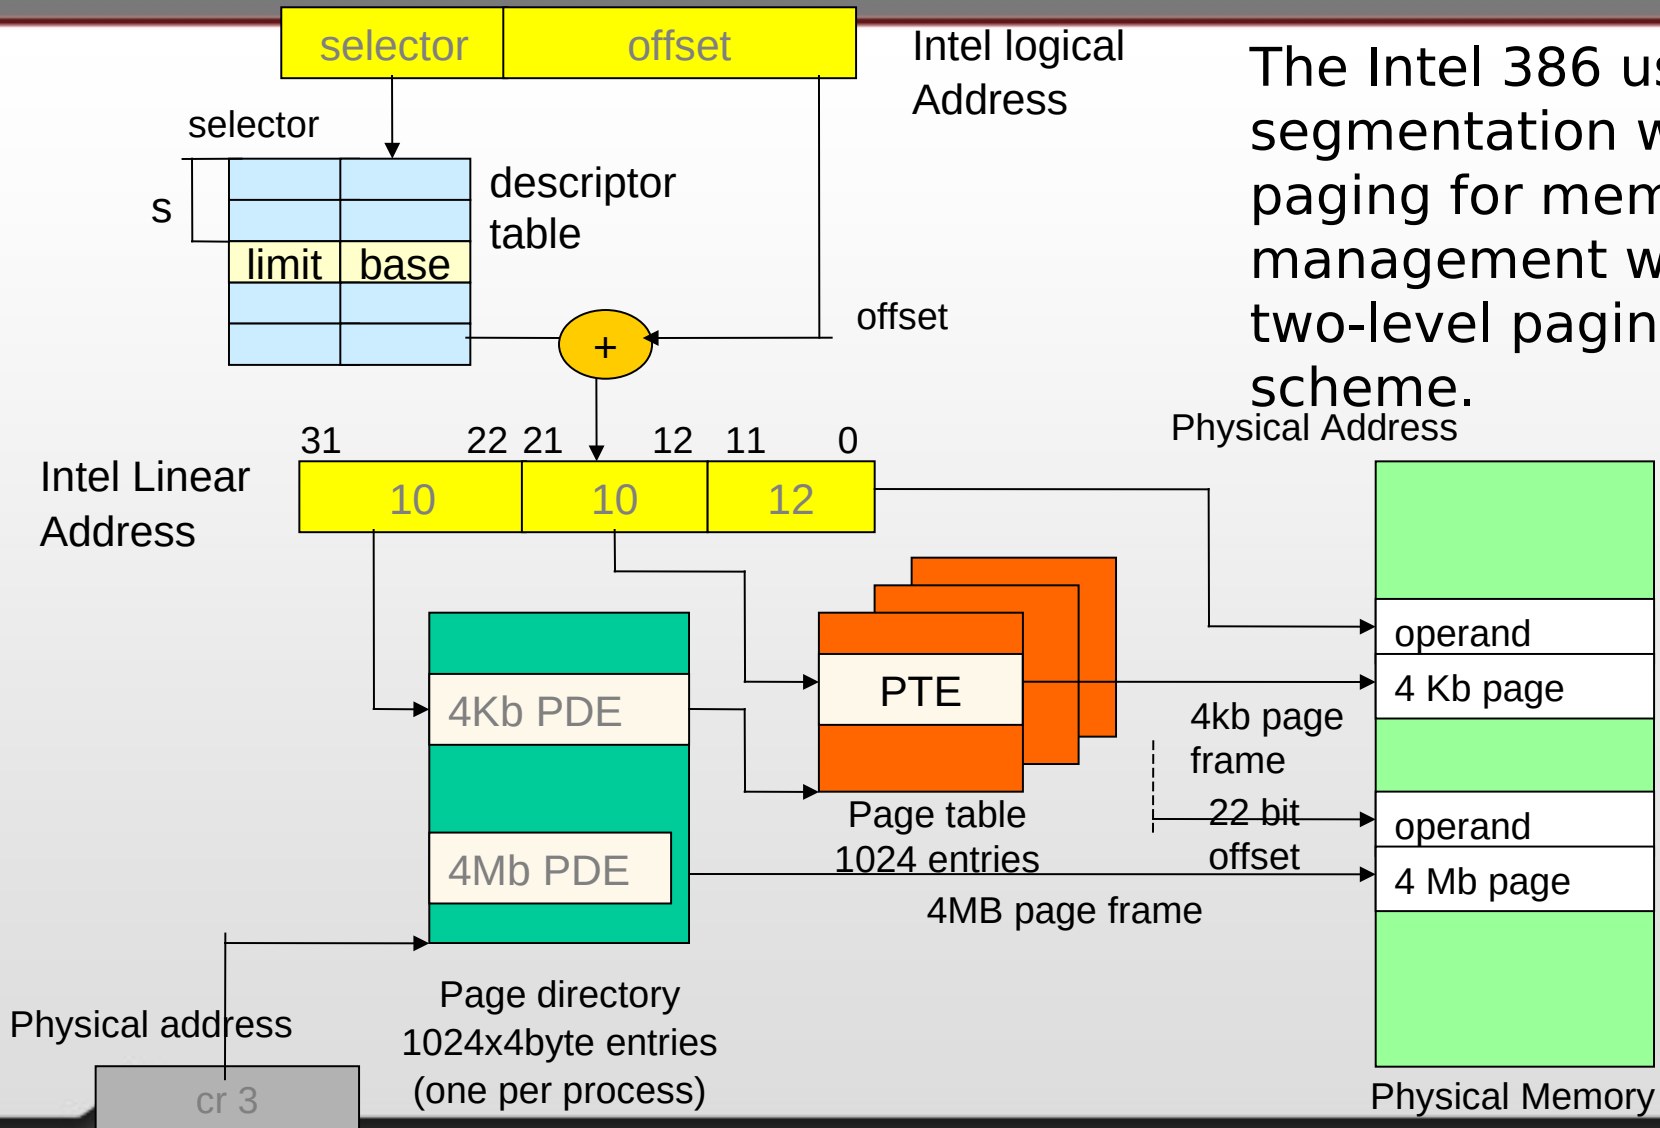 selector offset
Intel logical
Address
The Intel 386 us
segmentation w
paging for mem
management w
two-level pagin
scheme.
selector
s
descriptor
table
limit base
offset
+
31 22 21 12 11 0
Physical Address
Intel Linear
Address
10 10 12
operand
4 Kb page
PTE
4Kb PDE
4kb page
frame
Page table
1024 entries
22 bit
offset
operand
4 Mb page
4Mb PDE
4MB page frame
Page directory
1024x4byte entries
(one per process)
Physical address
cr 3
Physical Memory